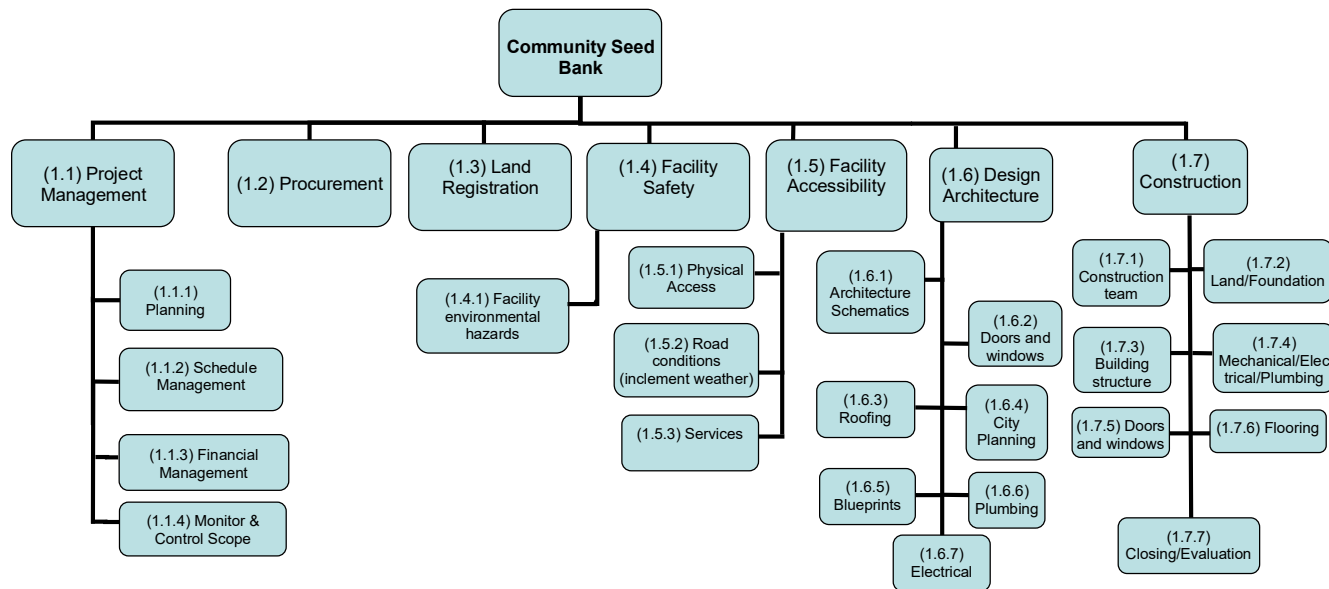 Community Seed
Bank
(1.1) Project
Management
(1.2) Procurement
(1.3) Land
Registration
(1.4) Facility
Safety
(1.5) Facility
Accessibility
(1.6) Design
Architecture
(1.7)
Construction
(1.1.1)
Planning
(1.1.2) Schedule
Management
(1.1.3) Financial
Management
(1.1.4) Monitor &
Control Scope
(1.4.1) Facility
environmental
hazards
(1.5.1) Physical
Access
(1.5.2) Road
conditions
(inclement weather)
(1.5.3) Services
(1.6.1)
Architecture
Schematics
(1.6.2)
Doors and
windows
(1.6.3)
Roofing
(1.6.4)
City
Planning
(1.6.5)
Blueprints
(1.6.6)
Plumbing
(1.6.7)
Electrical
(1.7.1)
Construction
team
(1.7.2)
Land/Foundation
(1.7.3)
Building
structure
(1.7.4)
Mechanical/Elec
trical/Plumbing
(1.7.5) Doors
and windows
(1.7.6) Flooring
(1.7.7)
Closing/Evaluation